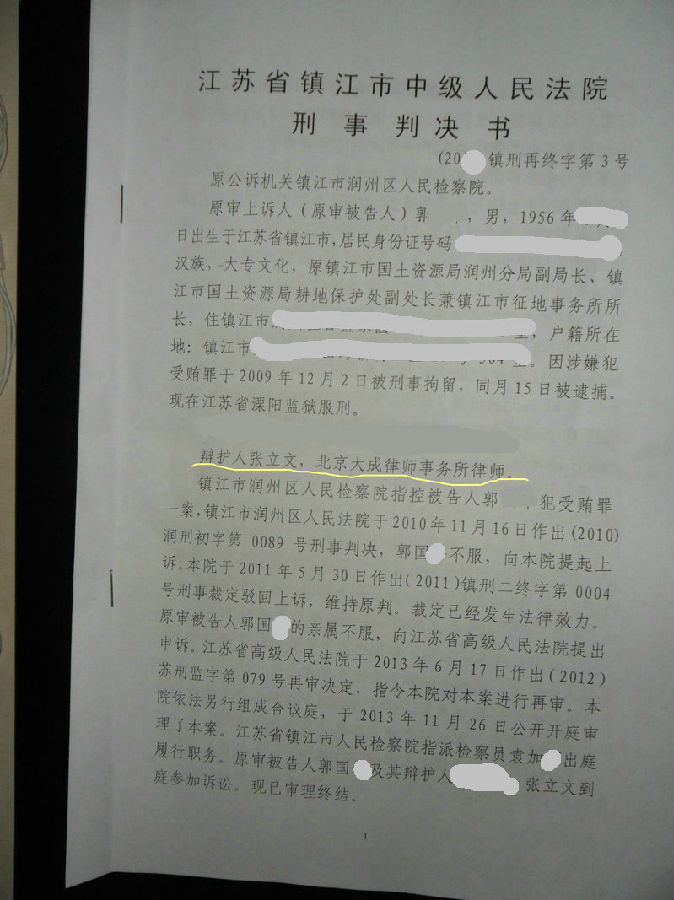 江苏省镇江市中级人民法院
刑事判决书
(20 镇刑再终字第3号
原公诉机关镇江市润州区人民检察院。
原审上诉人（原审被告人）郭 ，男，1956年
日出生于江苏省镇江市，居民身份证号码
汉族，大专文化，原镇江市国土资源局润州分局副局长、镇
江市国土资源局耕地保护处副处长兼镇江市征地事务所所
长，住镇江市 室，户籍所在
地：镇江市 因涉嫌犯
受贿罪于2009年12月2日被刑事拘留，同月15日被逮捕。
现在江苏省溧阳监狱服刑。
辩护人张立文，北京大成律师事务所律师。
镇江市润州区人民检察院指控被告人郭 犯受贿罪
一案，镇江市润州区人民法院于2010年11月16日作出(2010)
润刑初字第0089号刑事判决，郭国 不服，向本院提起上
诉。本院于2011年5月30日作出(2011)镇刑二终字第0004
号刑事裁定驳回上诉，维持原判。裁定已经发生法律效力。
原审被告人郭国 的亲属不服，向江苏省高级人民法院提出
申诉。江苏省高级人民法院于2013年6月17日作出(2012)
苏刑监字第079号再审决定，指令本院对本案进行再审。本
院依法另行组成合议庭，于2013年11月26日公开开庭审
理了本案。江苏省镇江市人民检察院指派检察员袁加 出庭
履行职务。原审被告人郭国 及其辩护人 张立文到
庭参加诉讼。现已审理终结。
1